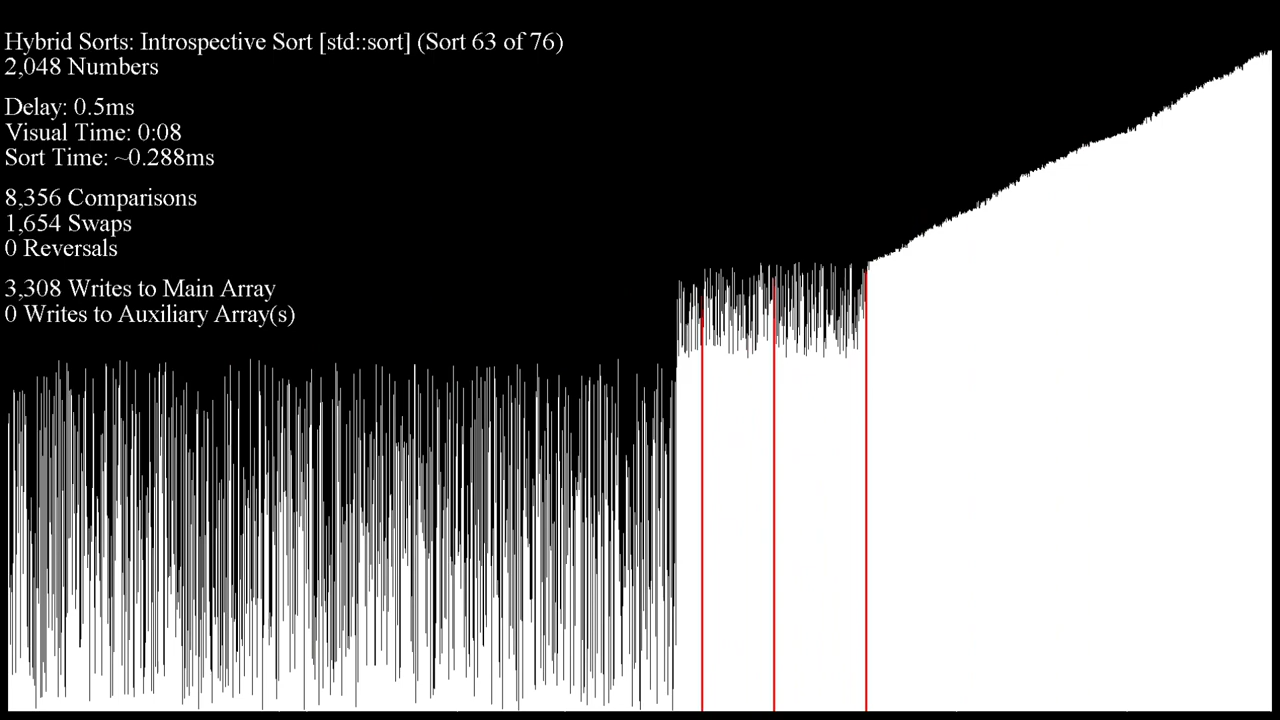 Hybrid Sorts: Introspective Sort [std::sort] (Sort 63 of 76)
2,048 Numbers
Delay: 0.5ms
Visual Time: 0:08
Sort Time: ~0.288ms
8,356 Comparisons
1,654 Swaps
0 Reversals
3,308 Writes to Main Array
0 Writes to Auxiliary Array(s)